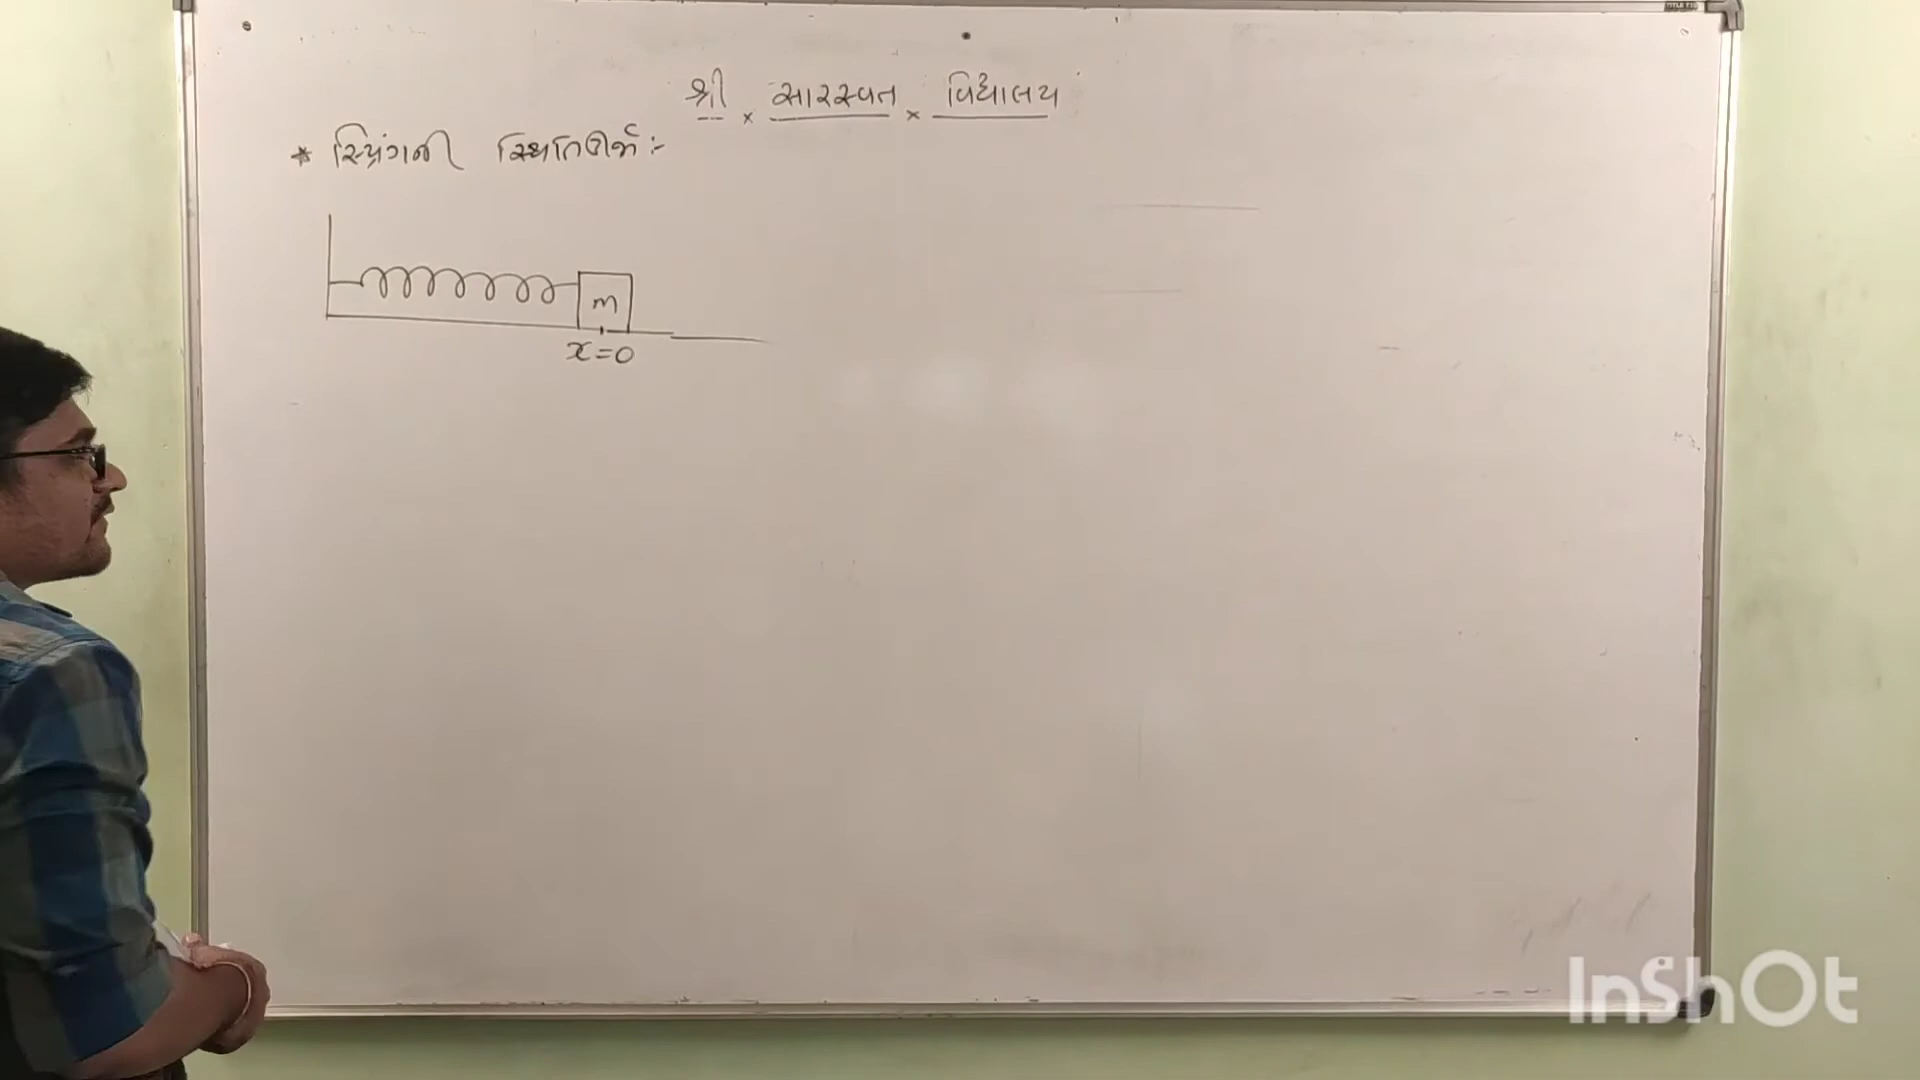 શ્રી × સારસ્વત × વિદ્યાલય
* સ્પ્રિંગની સ્થિતિઊર્જા :-
m
x=0
InShOt